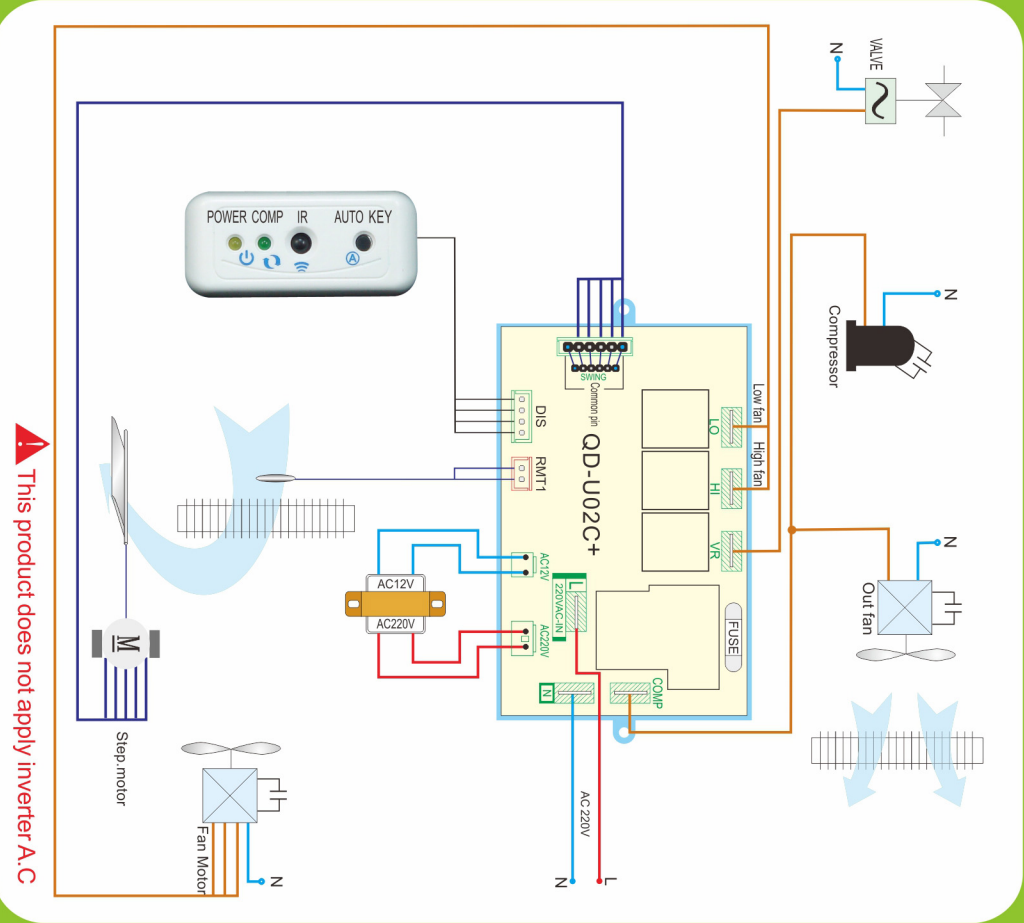 VALVE
N
POWER COMP IR AUTO KEY
A
N
Compressor
SWING
Common pin
DIS
RMT1
QD-U02C+
LO
Low fan
HI
High fan
VR
N
Out fan
AC12V
AC220V
AC12V
L
220VAC-IN
AC220V
FUSE
N
COMP
AC 220V
N
L
M
Step.motor
Fan Motor
N
! This product does not apply inverter A.C